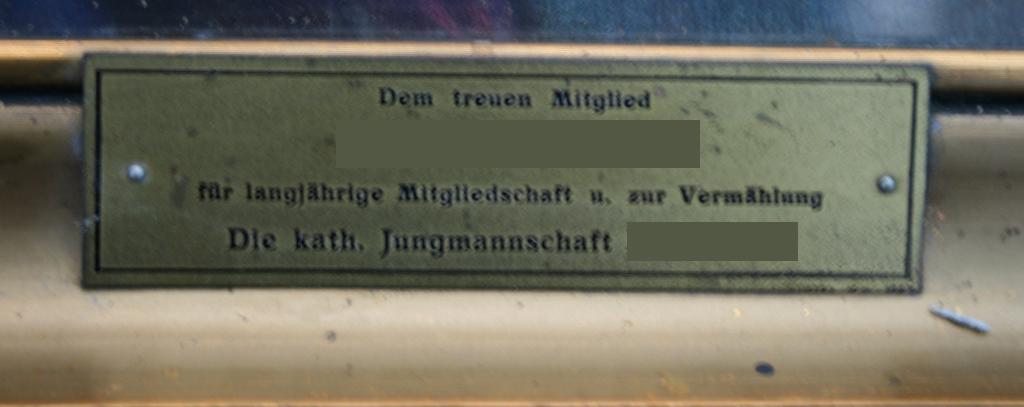 Dem treuen Mitglied
für langjährige Mitgliedschaft u. zur Vermählung
Die kath. Jungmannschaft